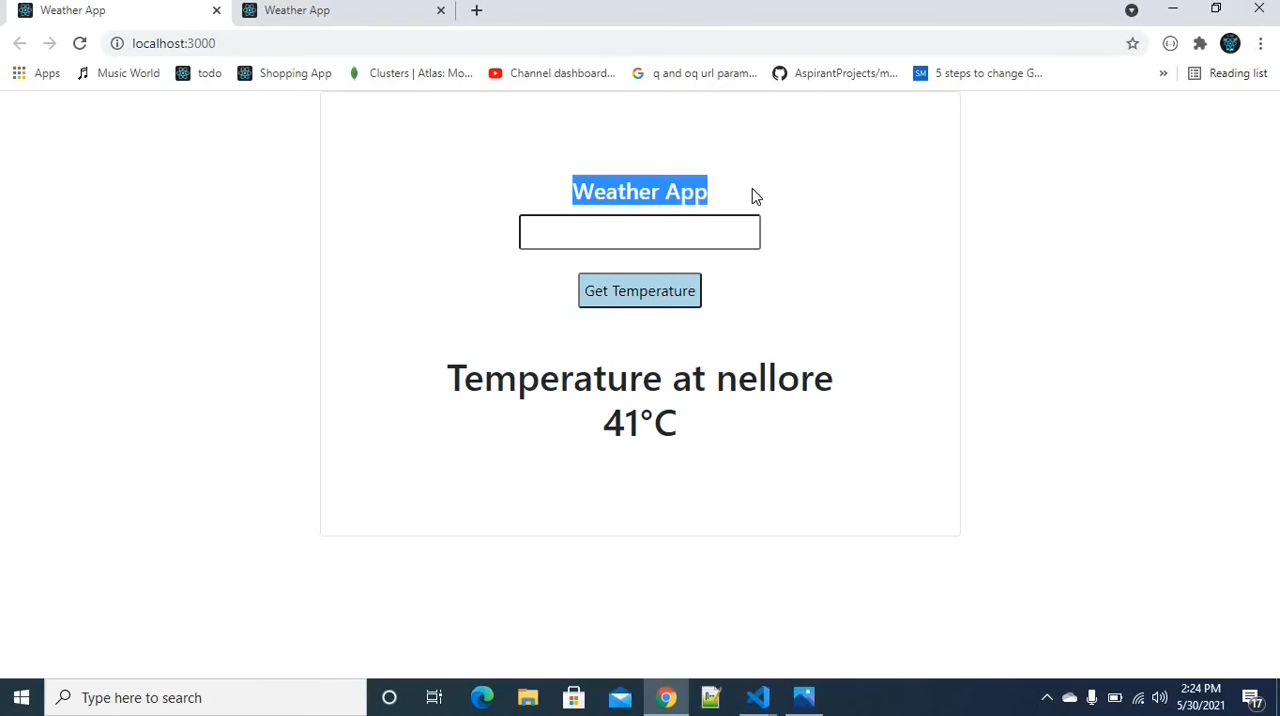 Weather App
Weather App
localhost:3000
Apps
Music World
todo
Shopping App
Clusters | Atlas: Mo...
Channel dashboard...
q and oq url param...
AspirantProjects/m...
SM
5 steps to change G...
»
Reading list
Weather App
Get Temperature
Temperature at nellore
41°C
Type here to search
2:24 PM
5/30/2021
17